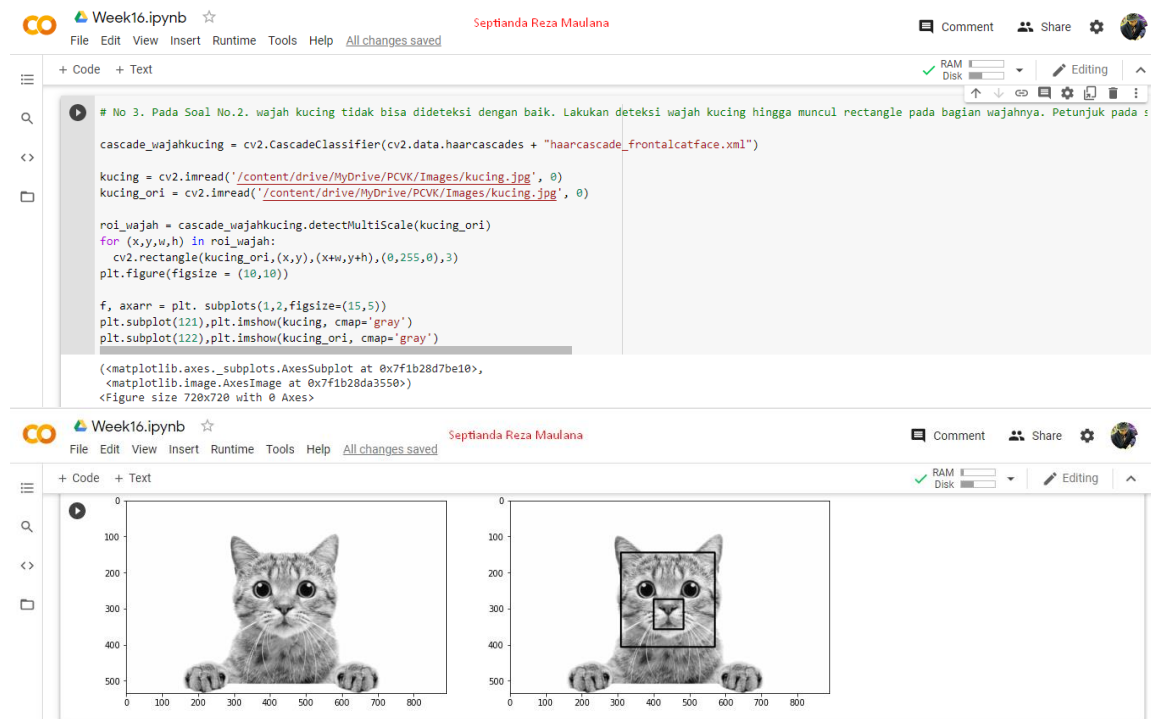 Week16.ipynb
Septianda Reza Maulana
Comment
Share
File Edit View Insert Runtime Tools Help All changes saved
+ Code + Text
RAM
Disk
Editing
# No 3. Pada Soal No.2. wajah kucing tidak bisa dideteksi dengan baik. Lakukan deteksi wajah kucing hingga muncul rectangle pada bagian wajahnya. Petunjuk pada s
cascade_wajahkucing = cv2.CascadeClassifier(cv2.data.haarcascades + "haarcascade_frontalcatface.xml")
kucing = cv2.imread('/content/drive/MyDrive/PCVK/Images/kucing.jpg', 0)
kucing_ori = cv2.imread('/content/drive/MyDrive/PCVK/Images/kucing.jpg', 0)
roi_wajah = cascade_wajahkucing.detectMultiScale(kucing_ori)
for (x,y,w,h) in roi_wajah:
  cv2.rectangle(kucing_ori,(x,y),(x+w,y+h),(0,255,0),3)
plt.figure(figsize = (10,10))
f, axarr = plt. subplots(1,2,figsize=(15,5))
plt.subplot(121),plt.imshow(kucing, cmap='gray')
plt.subplot(122),plt.imshow(kucing_ori, cmap='gray')
(<matplotlib.axes._subplots.AxesSubplot at 0x7f1b28d7be10>,
 <matplotlib.image.AxesImage at 0x7f1b28da3550>)
<Figure size 720x720 with 0 Axes>
Week16.ipynb
Septianda Reza Maulana
Comment
Share
File Edit View Insert Runtime Tools Help All changes saved
+ Code + Text
RAM
Disk
Editing
0
100
200
300
400
500
0 100 200 300 400 500 600 700 800
0
100
200
300
400
500
0 100 200 300 400 500 600 700 800